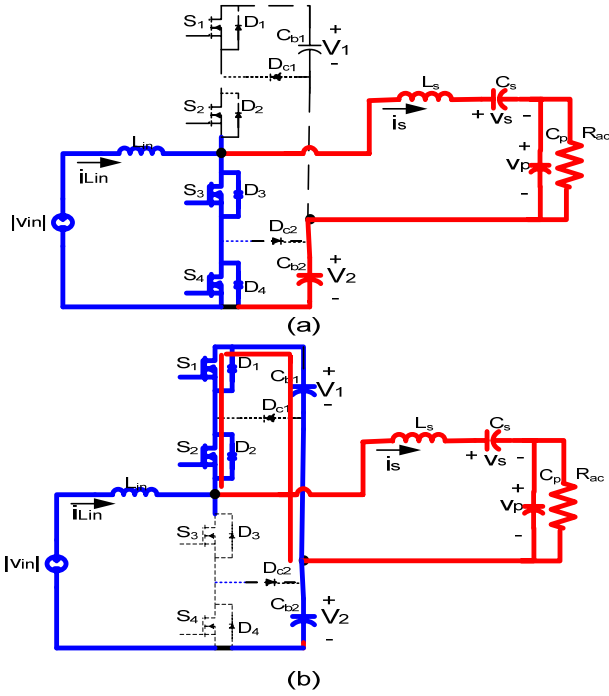 S1 D1
Cb1 + V1 -
Dc1
S2 D2
Ls Cs
is + vs -
Cp Rac
+ vp -
Lin
iLin
S3 D3
|Vin|
Dc2
Cb2 + V2 -
S4 D4
(a)
S1 D1
Cb1 + V1 -
Dc1
S2 D2
Ls Cs
is + vs -
Cp Rac
+ vp -
Lin
iLin
S3 D3
|Vin|
Dc2
Cb2 + V2 -
S4 D4
(b)